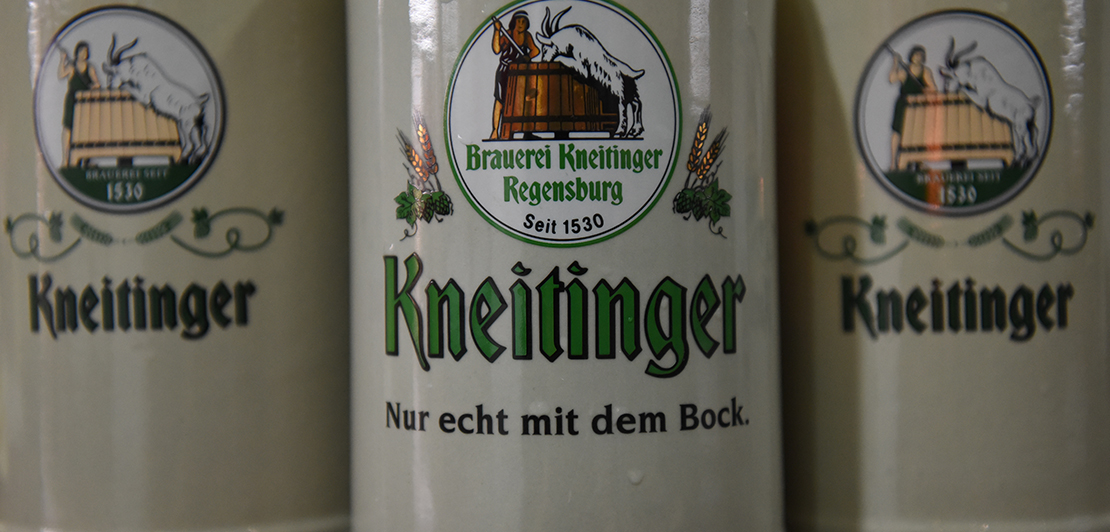 BRAUEREI SEIT
1530
Kneitinger
Brauerei Kneitinger
Regensburg
Seit 1530
Kneitinger
Nur echt mit dem Bock.
BRAUEREI SEIT
1530
Kneitinger